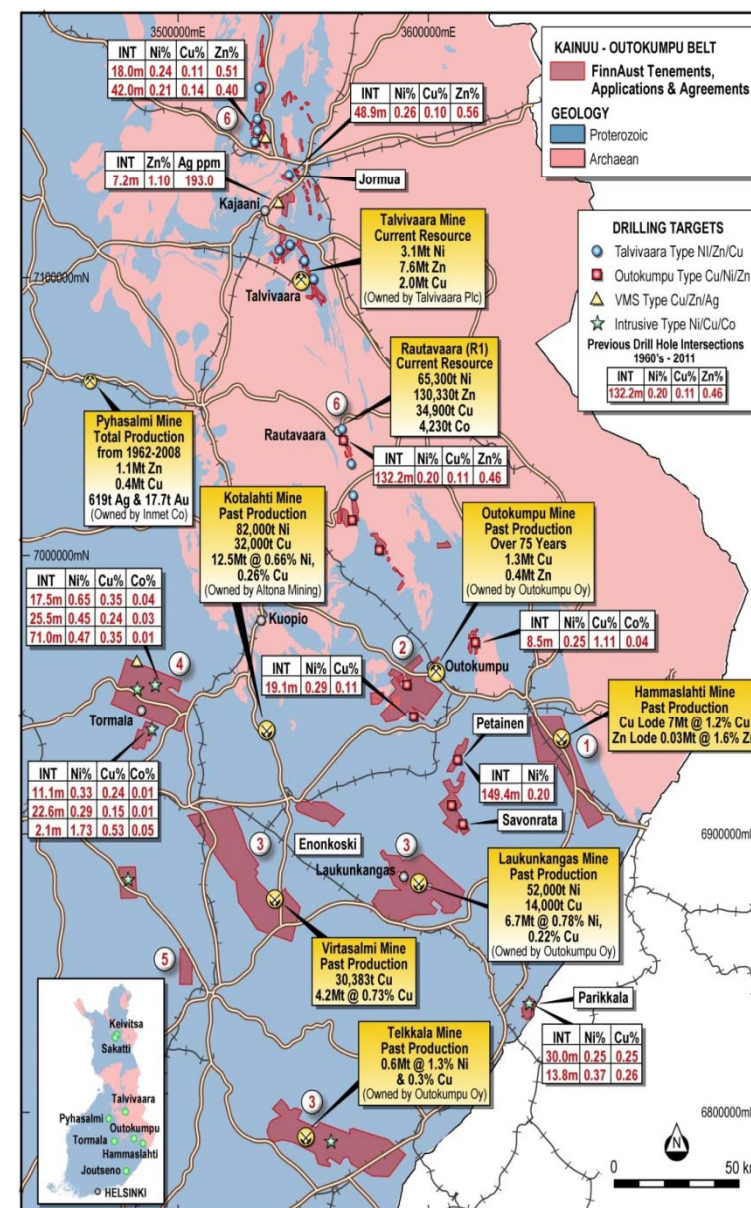 3500000mE
3600000mE
INT Ni% Cu% Zn%
18.0m 0.24 0.11 0.51
42.0m 0.21 0.14 0.40
6
INT Ni% Cu% Zn%
48.9m 0.26 0.10 0.56
KAINUU - OUTOKUMPU BELT
FinnAust Tenements,
Applications & Agreements
GEOLOGY
Proterozoic
Archaean
INT Zn% Ag ppm
7.2m 1.10 193.0
Jormua
Kajaani
DRILLING TARGETS
Talvivaara Type NI/Zn/Cu
Outokumpu Type Cu/Ni/Zn
VMS Type Cu/Zn/Ag
Intrusive Type Ni/Cu/Co
Previous Drill Hole Intersections
1960's - 2011
INT Ni% Cu% Zn%
132.2m 0.20 0.11 0.46
Talvivaara Mine
Current Resource
3.1Mt Ni
7.6Mt Zn
2.0Mt Cu
(Owned by Talvivaara Plc)
7100000mN
Talvivaara
Rautavaara (R1)
Current Resource
65,300t Ni
130,330t Zn
34,900t Cu
4,230t Co
6
Rautavaara
INT Ni% Cu% Zn%
132.2m 0.20 0.11 0.46
Pyhasalmi Mine
Total Production
from 1962-2008
1.1Mt Zn
0.4Mt Cu
619t Ag & 17.7t Au
(Owned by Inmet Co)
Kotalahti Mine
Past Production
82,000t Ni
32,000t Cu
12.5Mt @ 0.66% Ni,
0.26% Cu
(Owned by Altona Mining)
Outokumpu Mine
Past Production
Over 75 Years
1.3Mt Cu
0.4Mt Zn
(Owned by Outokumpu Oy)
7000000mN
INT Ni% Cu% Co%
17.5m 0.65 0.35 0.04
25.5m 0.45 0.24 0.03
71.0m 0.47 0.35 0.01
Kuopio
INT Ni% Cu% Co%
8.5m 0.25 1.11 0.04
4
2
Outokumpu
INT Ni% Cu%
19.1m 0.29 0.11
Tormala
Hammaslahti Mine
Past Production
Cu Lode 7Mt @ 1.2% Cu
Zn Lode 0.03Mt @ 1.6% Zn
1
Petainen
INT Ni%
149.4m 0.20
INT Ni% Cu% Co%
11.1m 0.33 0.24 0.01
22.6m 0.29 0.15 0.01
2.1m 1.73 0.53 0.05
Savonrata
6900000mN
3
Enonkoski
3
Laukunkangas
Laukunkangas Mine
Past Production
52,000t Ni
14,000t Cu
6.7Mt @ 0.78% Ni,
0.22% Cu
(Owned by Outokumpu Oy)
Virtasalmi Mine
Past Production
30,383t Cu
4.2Mt @ 0.73% Cu
5
Parikkala
INT Ni% Cu%
30.0m 0.25 0.25
13.8m 0.37 0.26
Telkkala Mine
Past Production
0.6Mt @ 1.3% Ni
& 0.3% Cu
(Owned by Outokumpu Oy)
3
6800000mN
Keivitsa
Sakatti
Talvivaara
Pyhasalmi
Outokumpu
Tormala
Hammaslahti
Joutseno
HELSINKI
N
0 50 km